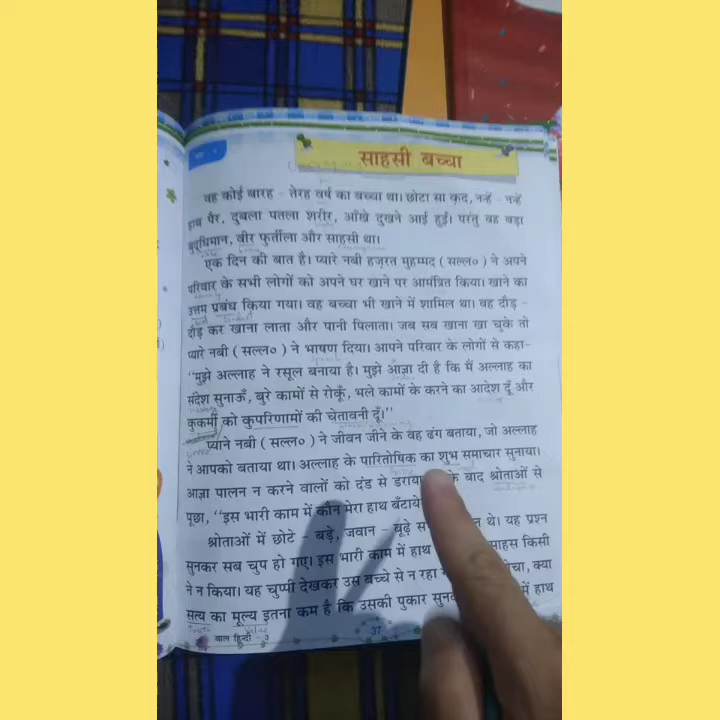 साहसी बच्चा
वह कोई बारह - तेरह वर्ष का बच्चा था। छोटा सा क़द, नन्हें - नन्हें
हाथ पैर, दुबला पतला शरीर, आँखे दुखने आई हुईं। परंतु वह बड़ा
बुद्धिमान, वीर फुर्तीला और साहसी था।
एक दिन की बात है। प्यारे नबी हज़रत मुहम्मद (सल्ल०) ने अपने
परिवार के सभी लोगों को अपने घर खाने पर आमंत्रित किया। खाने का
उत्तम प्रबंध किया गया। वह बच्चा भी खाने में शामिल था। वह दौड़ -
दौड़ कर खाना लाता और पानी पिलाता। जब सब खाना खा चुके तो
प्यारे नबी (सल्ल०) ने भाषण दिया। आपने परिवार के लोगों से कहा-
"मुझे अल्लाह ने रसूल बनाया है। मुझे आज्ञा दी है कि मैं अल्लाह का
संदेश सुनाऊँ, बुरे कामों से रोकूँ, भले कामों के करने का आदेश दूँ और
कुकर्मी को कुपरिणामों की चेतावनी दूँ।"
प्याने नबी (सल्ल०) ने जीवन जीने के वह ढंग बताया, जो अल्लाह
ने आपको बताया था। अल्लाह के पारितोषिक का शुभ समाचार सुनाया।
आज्ञा पालन न करने वालों को दंड से के बाद श्रोताओं से
पूछा, "इस भारी काम में कौन मेरा हाथ
श्रोताओं में छोटे - बड़े, जवान - बूढ़े थे। यह प्रश्न
सुनकर सब चुप हो गए। इस भारी काम में हाथ साहस किसी
ने न किया। यह चुप्पी देखकर उस बच्चे से न रहा क्या
सत्य का मूल्य इतना कम है कि उसकी पुकार में हाथ
Truth Value
बाल हिन्दी - 3